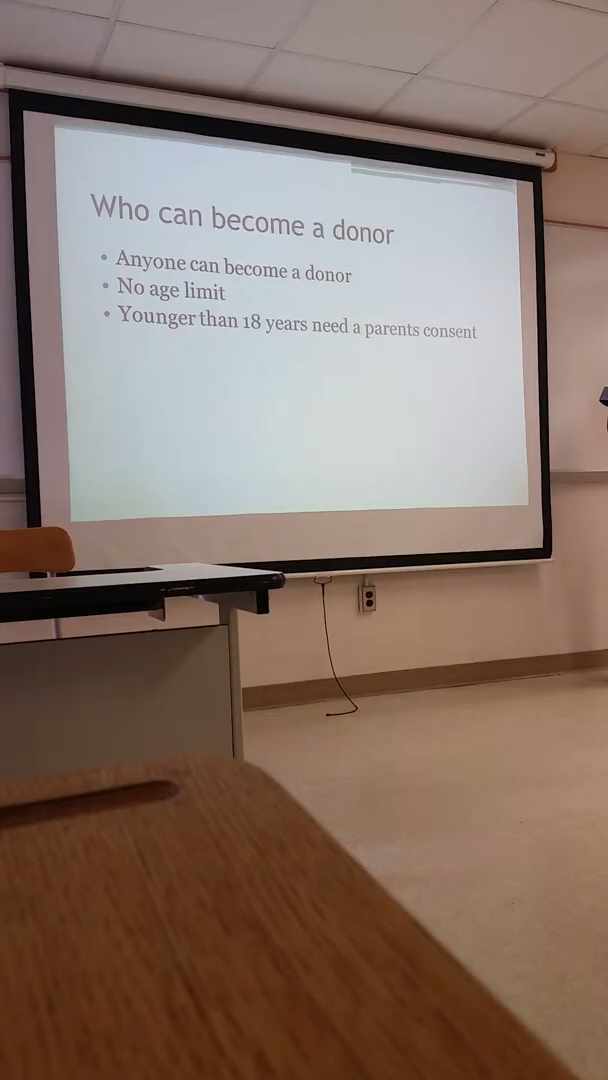 Who can become a donor
• Anyone can become a donor
• No age limit
• Younger than 18 years need a parents consent